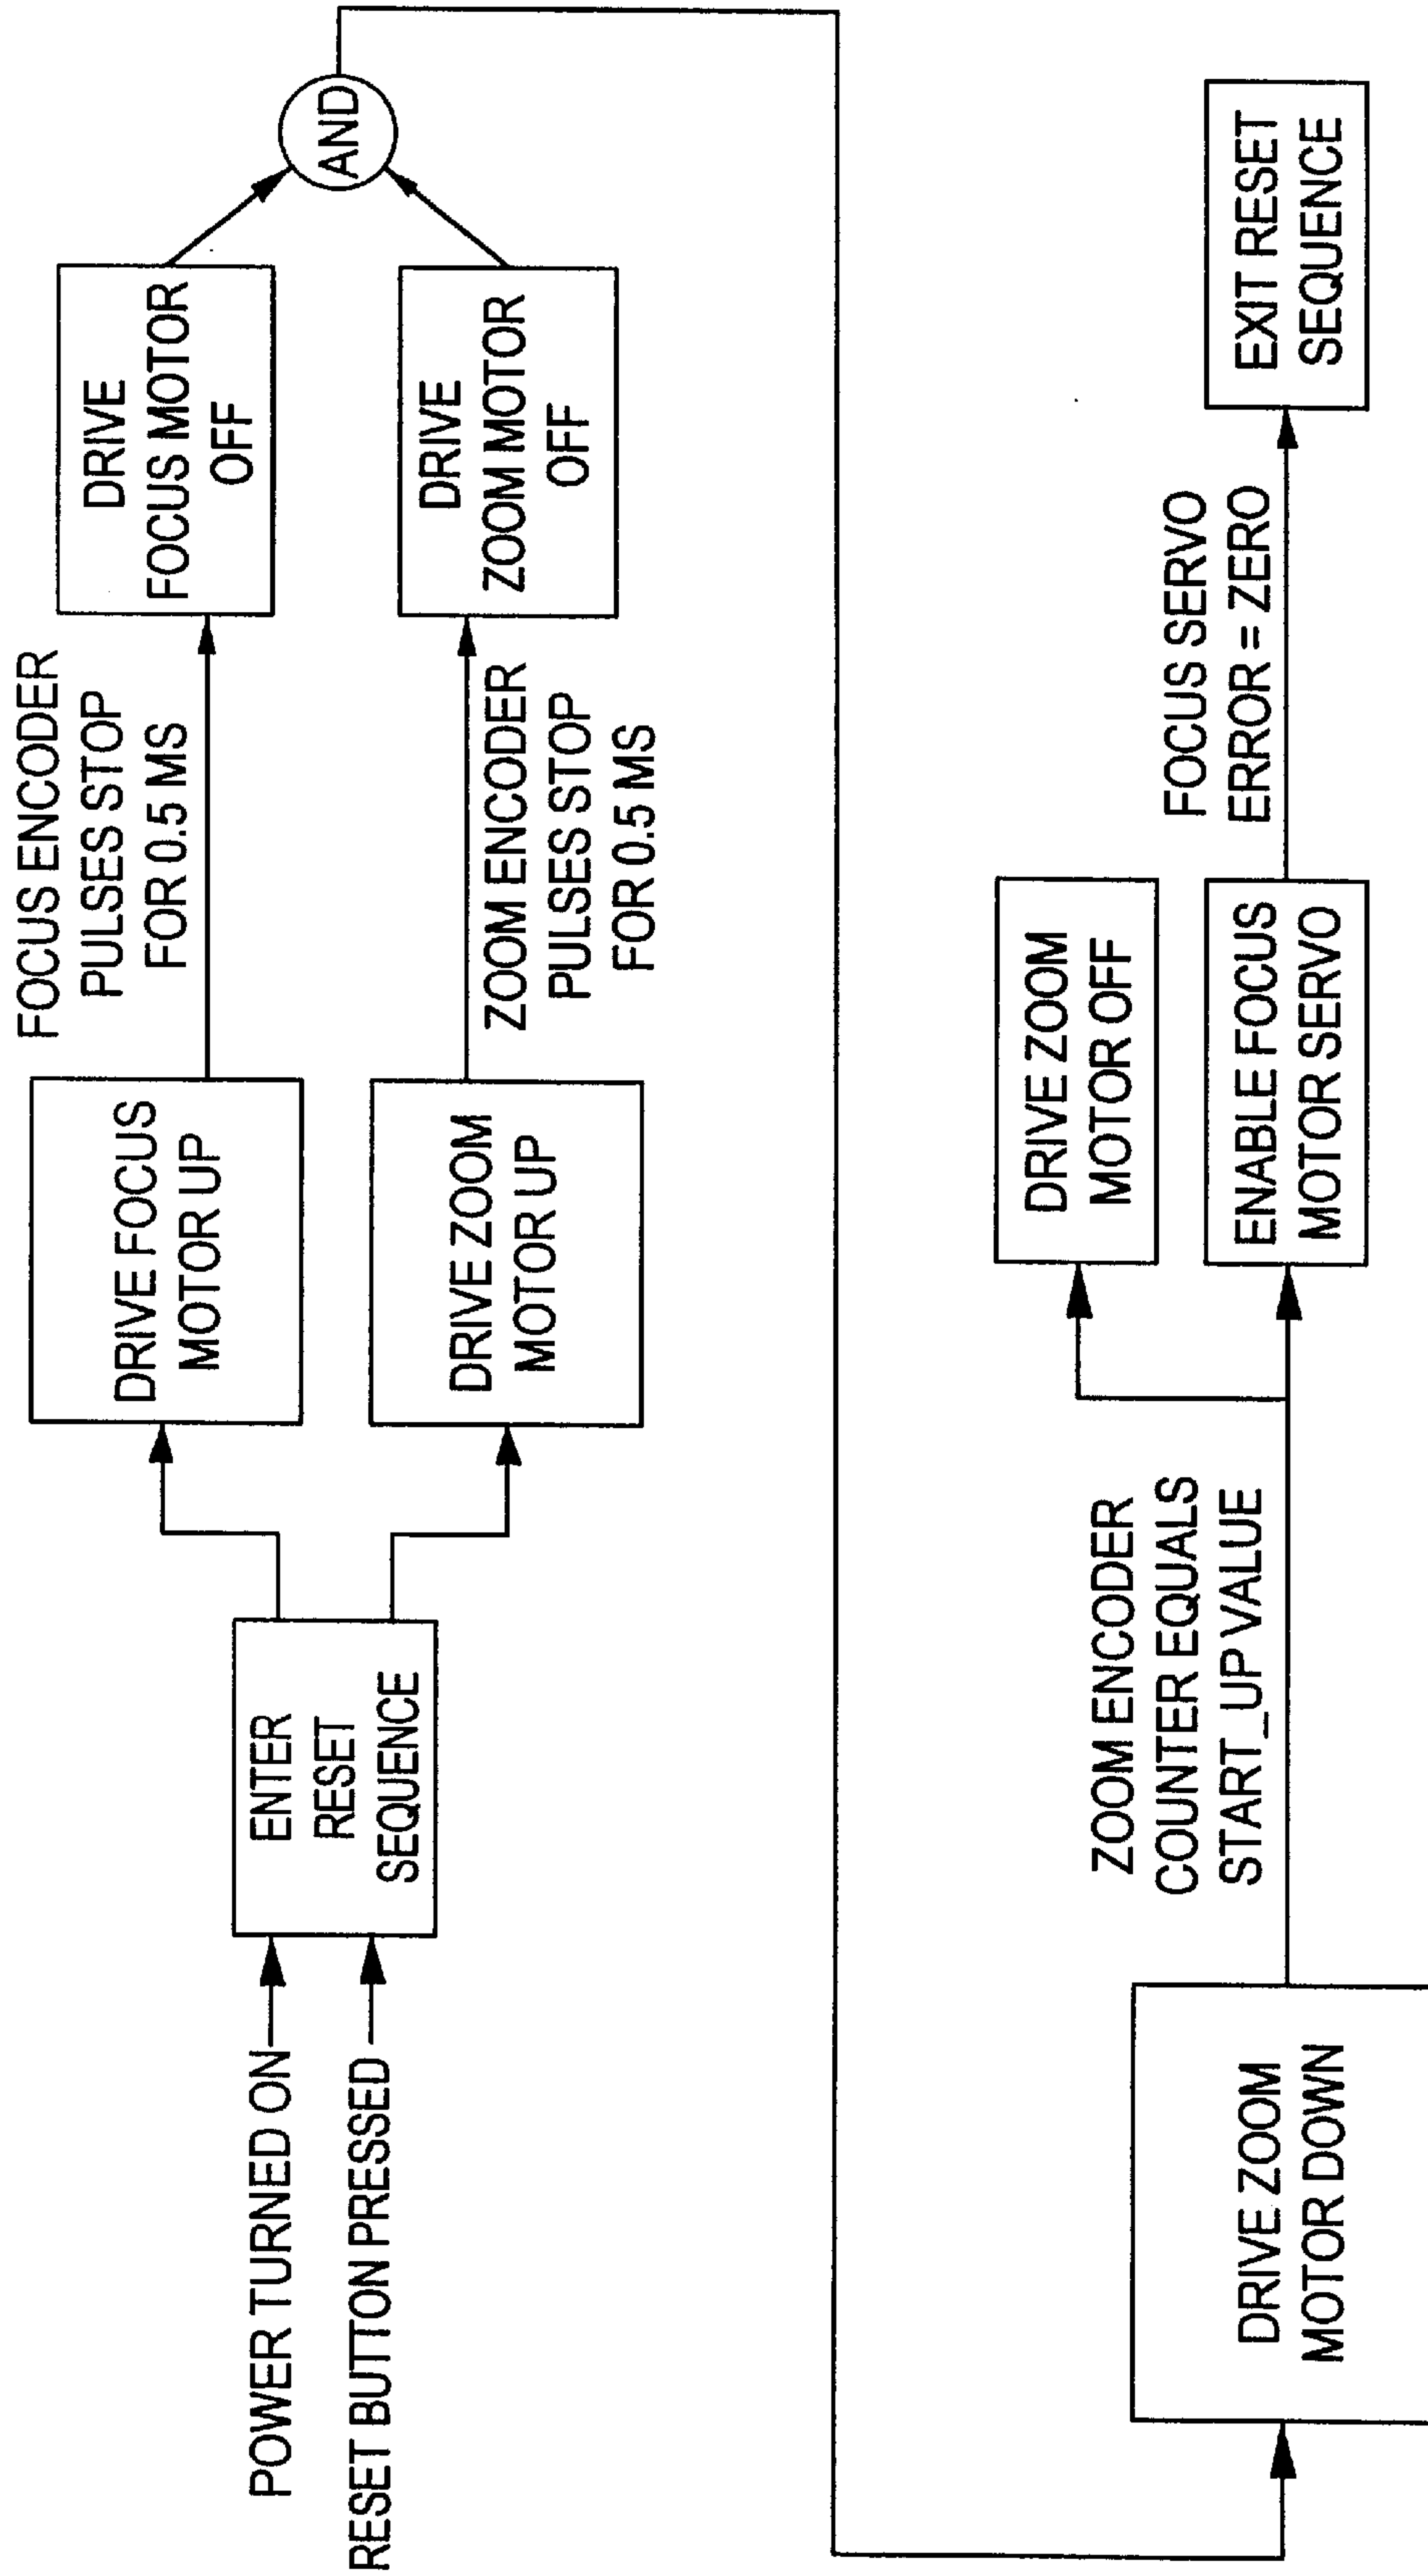 POWER TURNED ON
RESET BUTTON PRESSED
ENTER
RESET
SEQUENCE
DRIVE FOCUS
MOTOR UP
DRIVE ZOOM
MOTOR UP
FOCUS ENCODER
PULSES STOP
FOR 0.5 MS
ZOOM ENCODER
PULSES STOP
FOR 0.5 MS
DRIVE
FOCUS MOTOR
OFF
DRIVE
ZOOM MOTOR
OFF
AND
DRIVE ZOOM
MOTOR DOWN
ZOOM ENCODER
COUNTER EQUALS
START_UP VALUE
DRIVE ZOOM
MOTOR OFF
ENABLE FOCUS
MOTOR SERVO
FOCUS SERVO
ERROR = ZERO
EXIT RESET
SEQUENCE